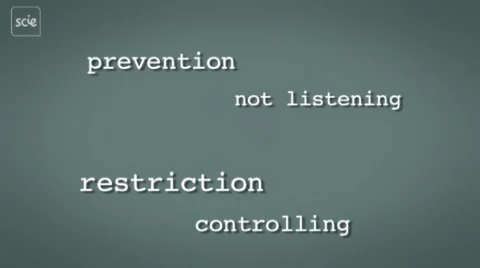 scie
prevention
not listening
restriction
controlling